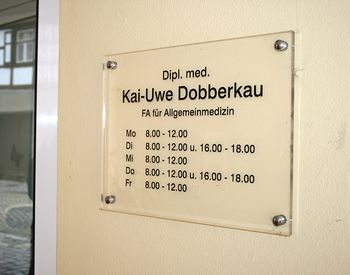 Dipl. med.
Kai-Uwe Dobberkau
FA für Allgemeinmedizin
Mo 8.00 - 12.00
Di 8.00 - 12.00 u. 16.00 - 18.00
Mi 8.00 - 12.00
Do 8.00 - 12.00 u. 16.00 - 18.00
Fr 8.00 - 12.00